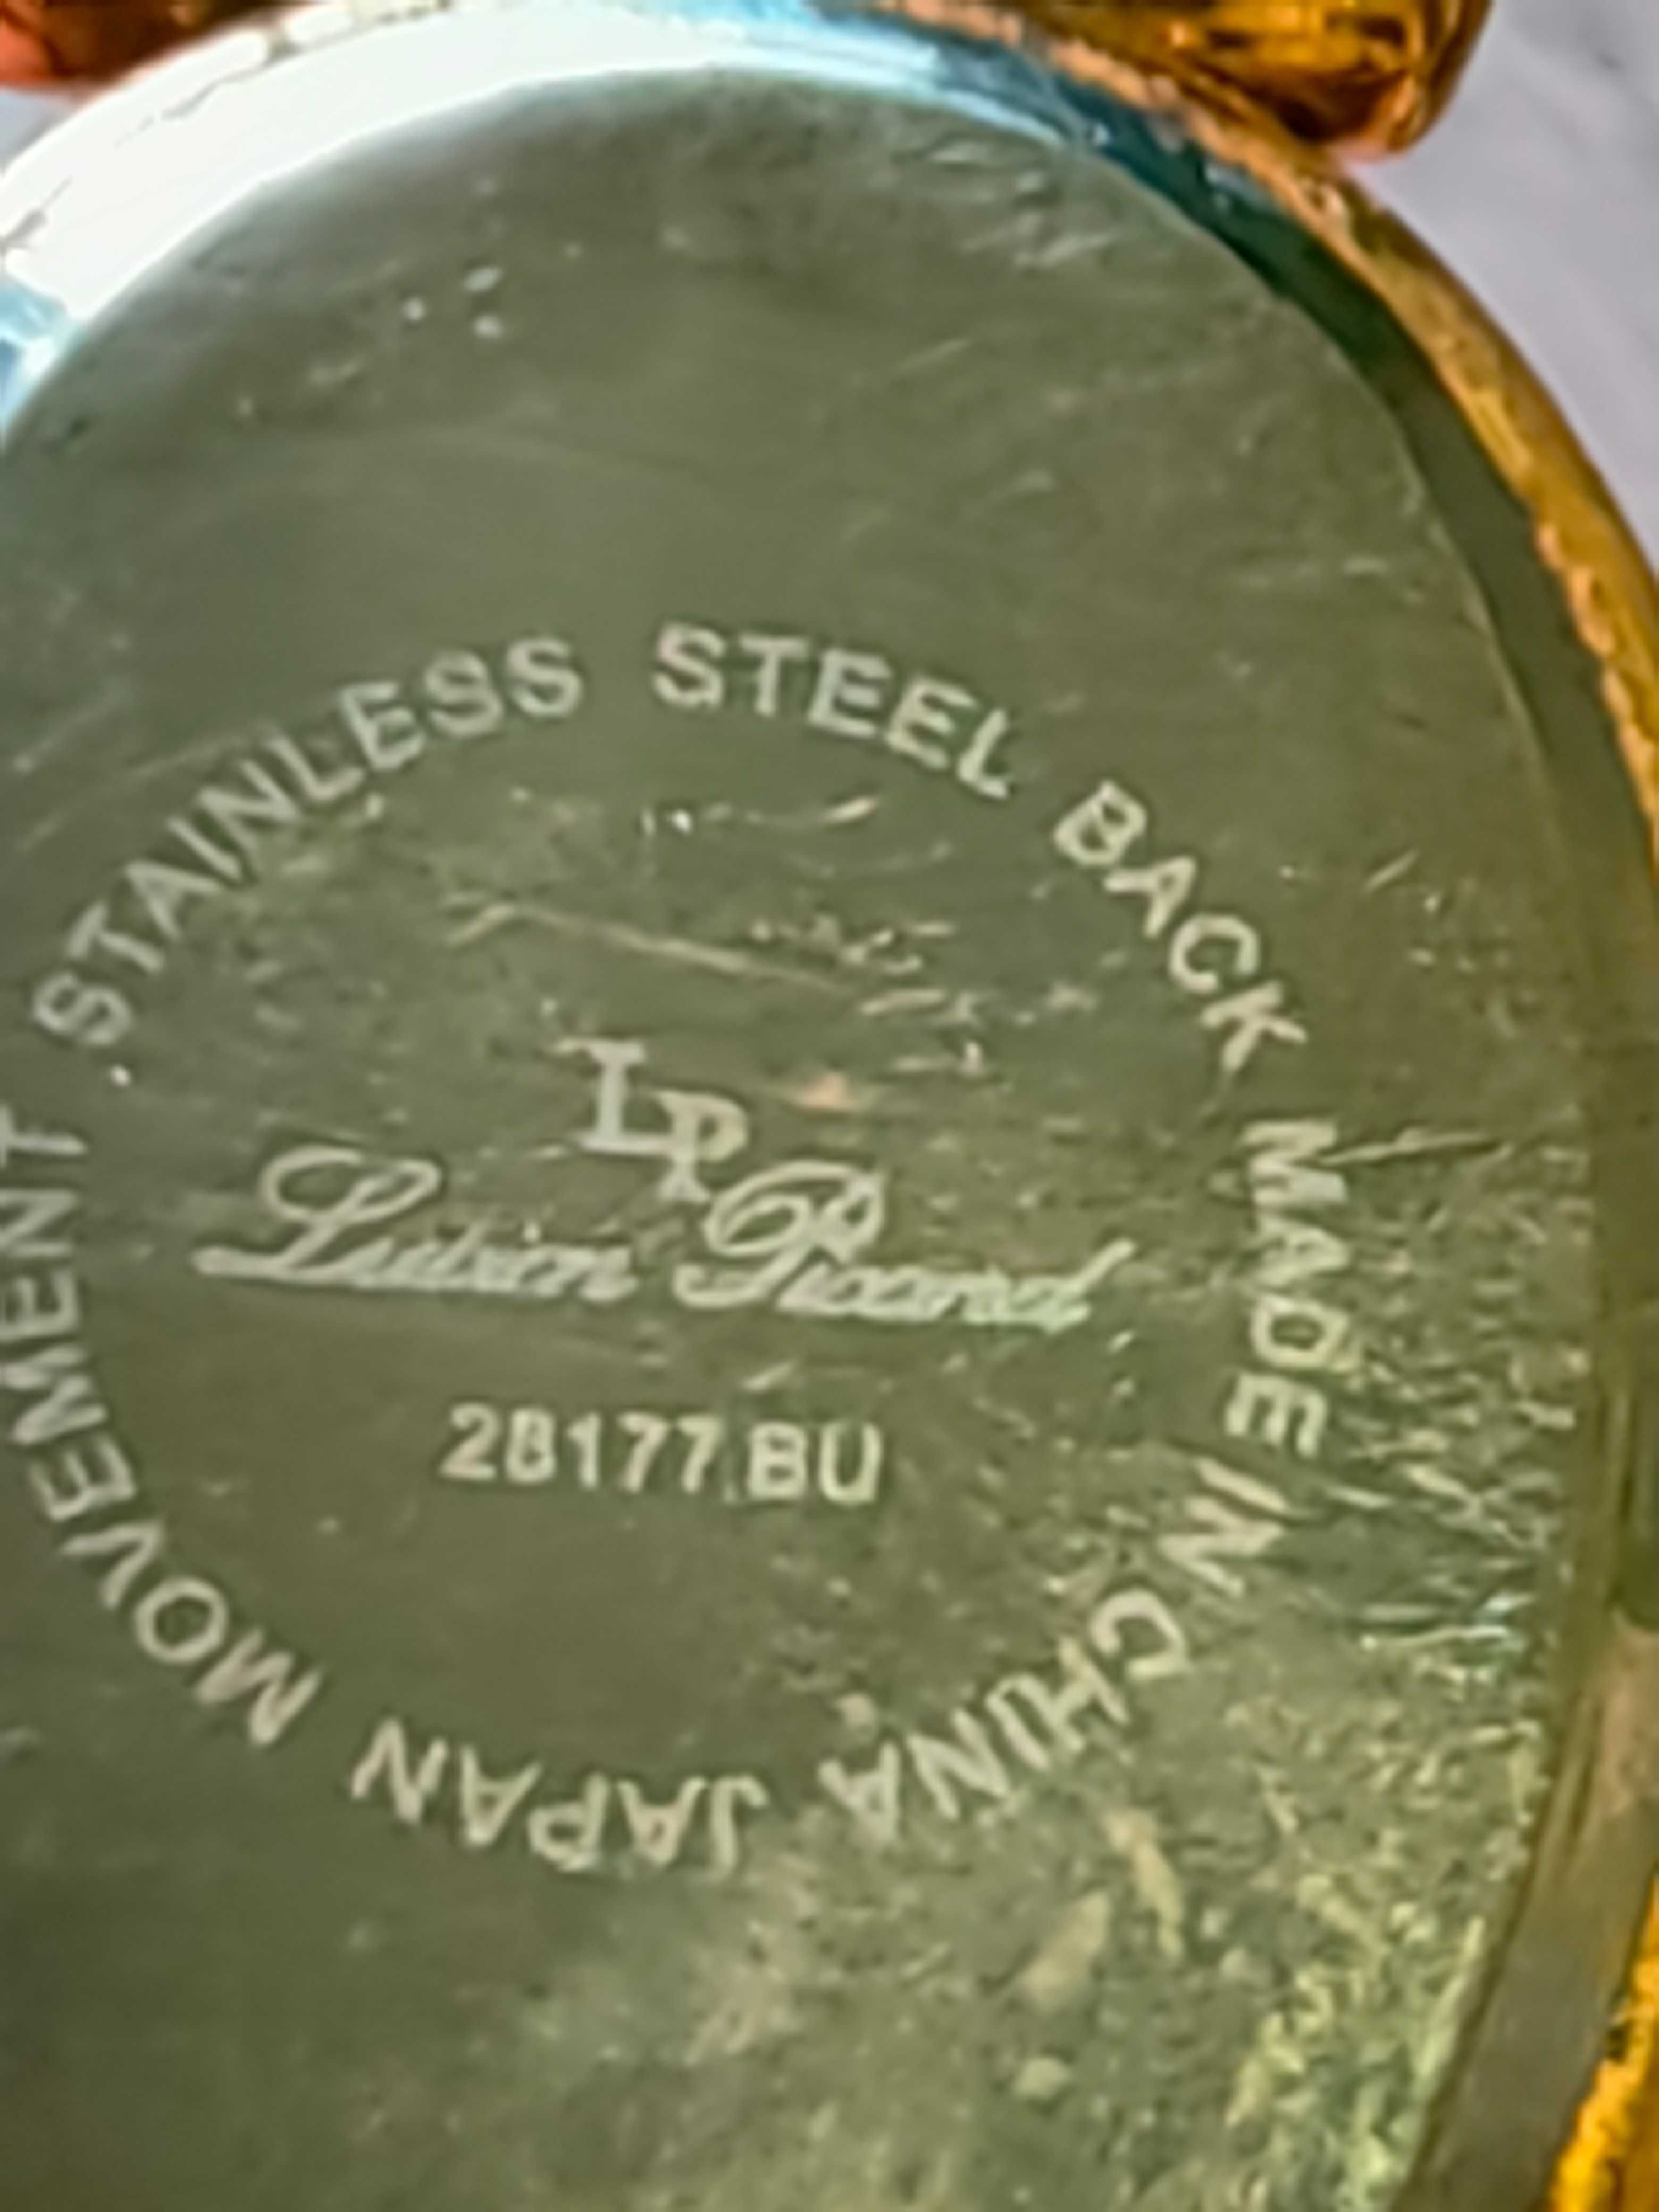 STAINLESS STEEL BACK MADE IN CHINA JAPAN MOVEMENT
LP
Lucien Piccard
28177.BU